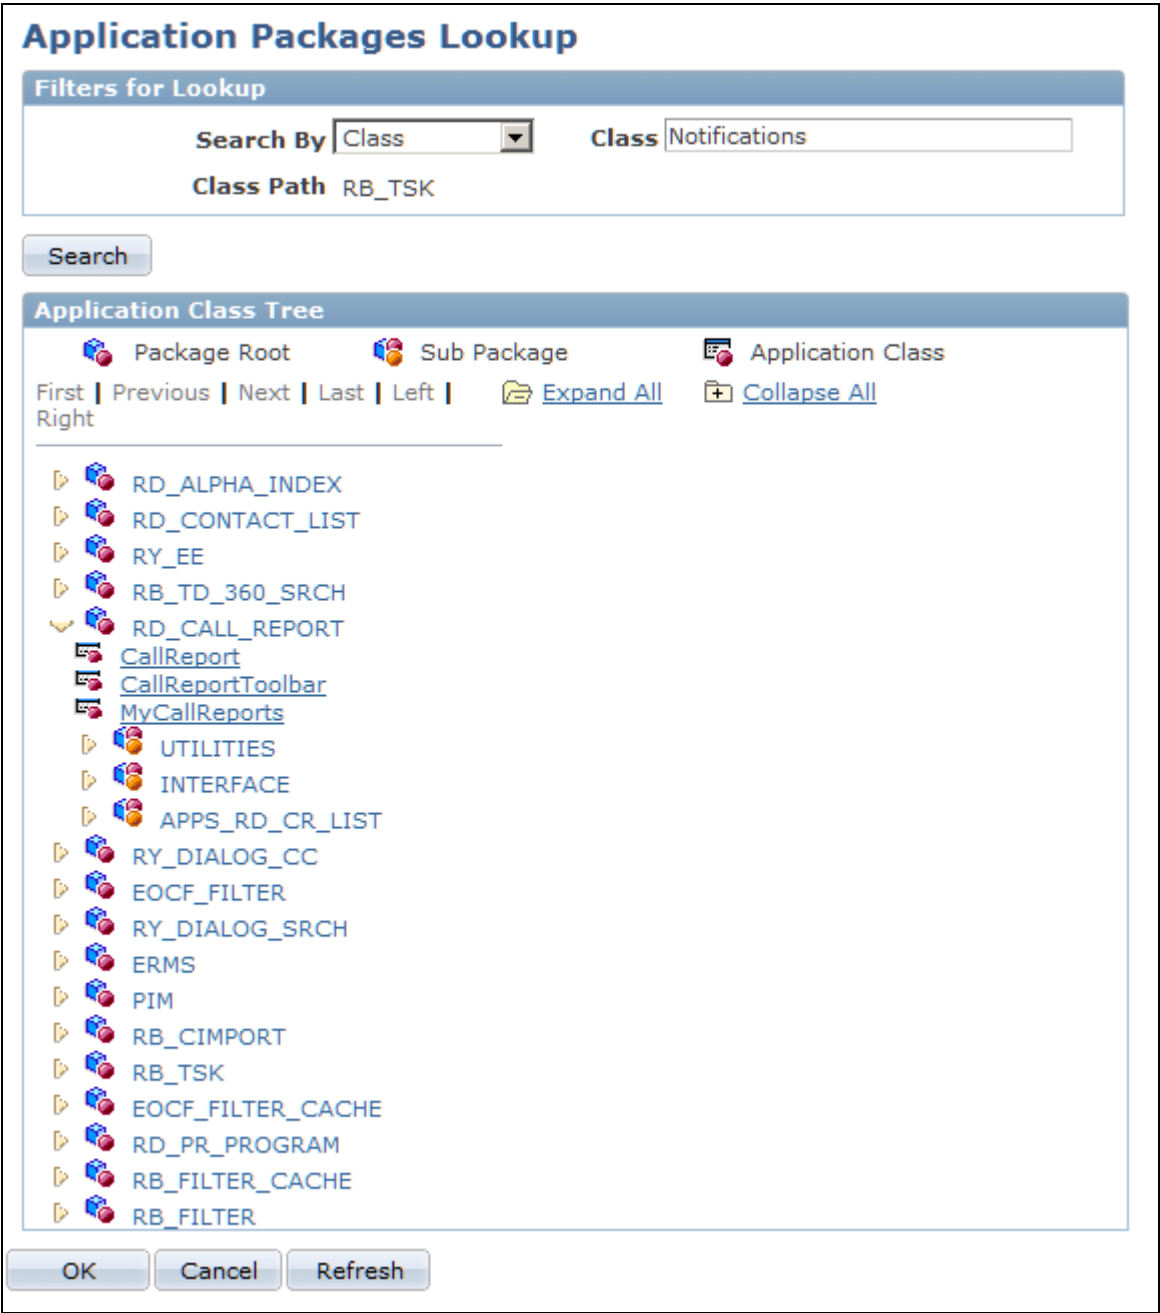 Application Packages Lookup
Filters for Lookup
Search By Class Class Notifications
Class Path RB_TSK
Search
Application Class Tree
Package Root Sub Package Application Class
First | Previous | Next | Last | Left | Expand All Collapse All
Right
RD_ALPHA_INDEX
RD_CONTACT_LIST
RY_EE
RB_TD_360_SRCH
RD_CALL_REPORT
CallReport
CallReportToolbar
MyCallReports
UTILITIES
INTERFACE
APPS_RD_CR_LIST
RY_DIALOG_CC
EOCF_FILTER
RY_DIALOG_SRCH
ERMS
PIM
RB_CIMPORT
RB_TSK
EOCF_FILTER_CACHE
RD_PR_PROGRAM
RB_FILTER_CACHE
RB_FILTER
OK Cancel Refresh